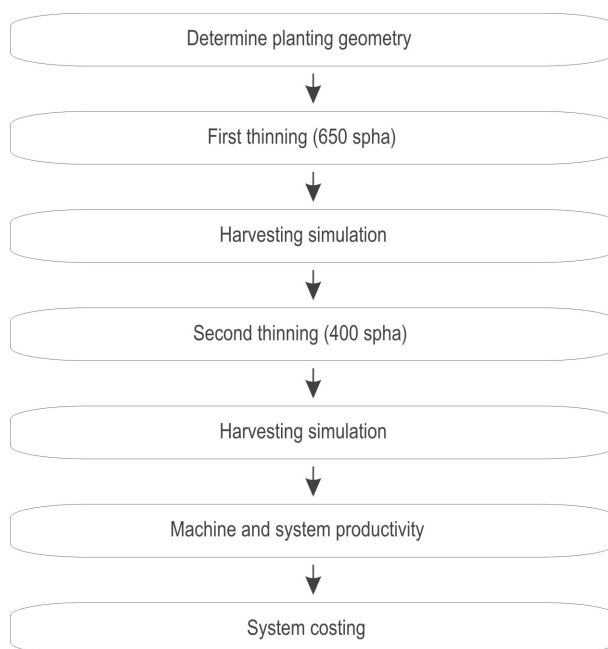 Determine planting geometry
First thinning (650 spha)
Harvesting simulation
Second thinning (400 spha)
Harvesting simulation
Machine and system productivity
System costing